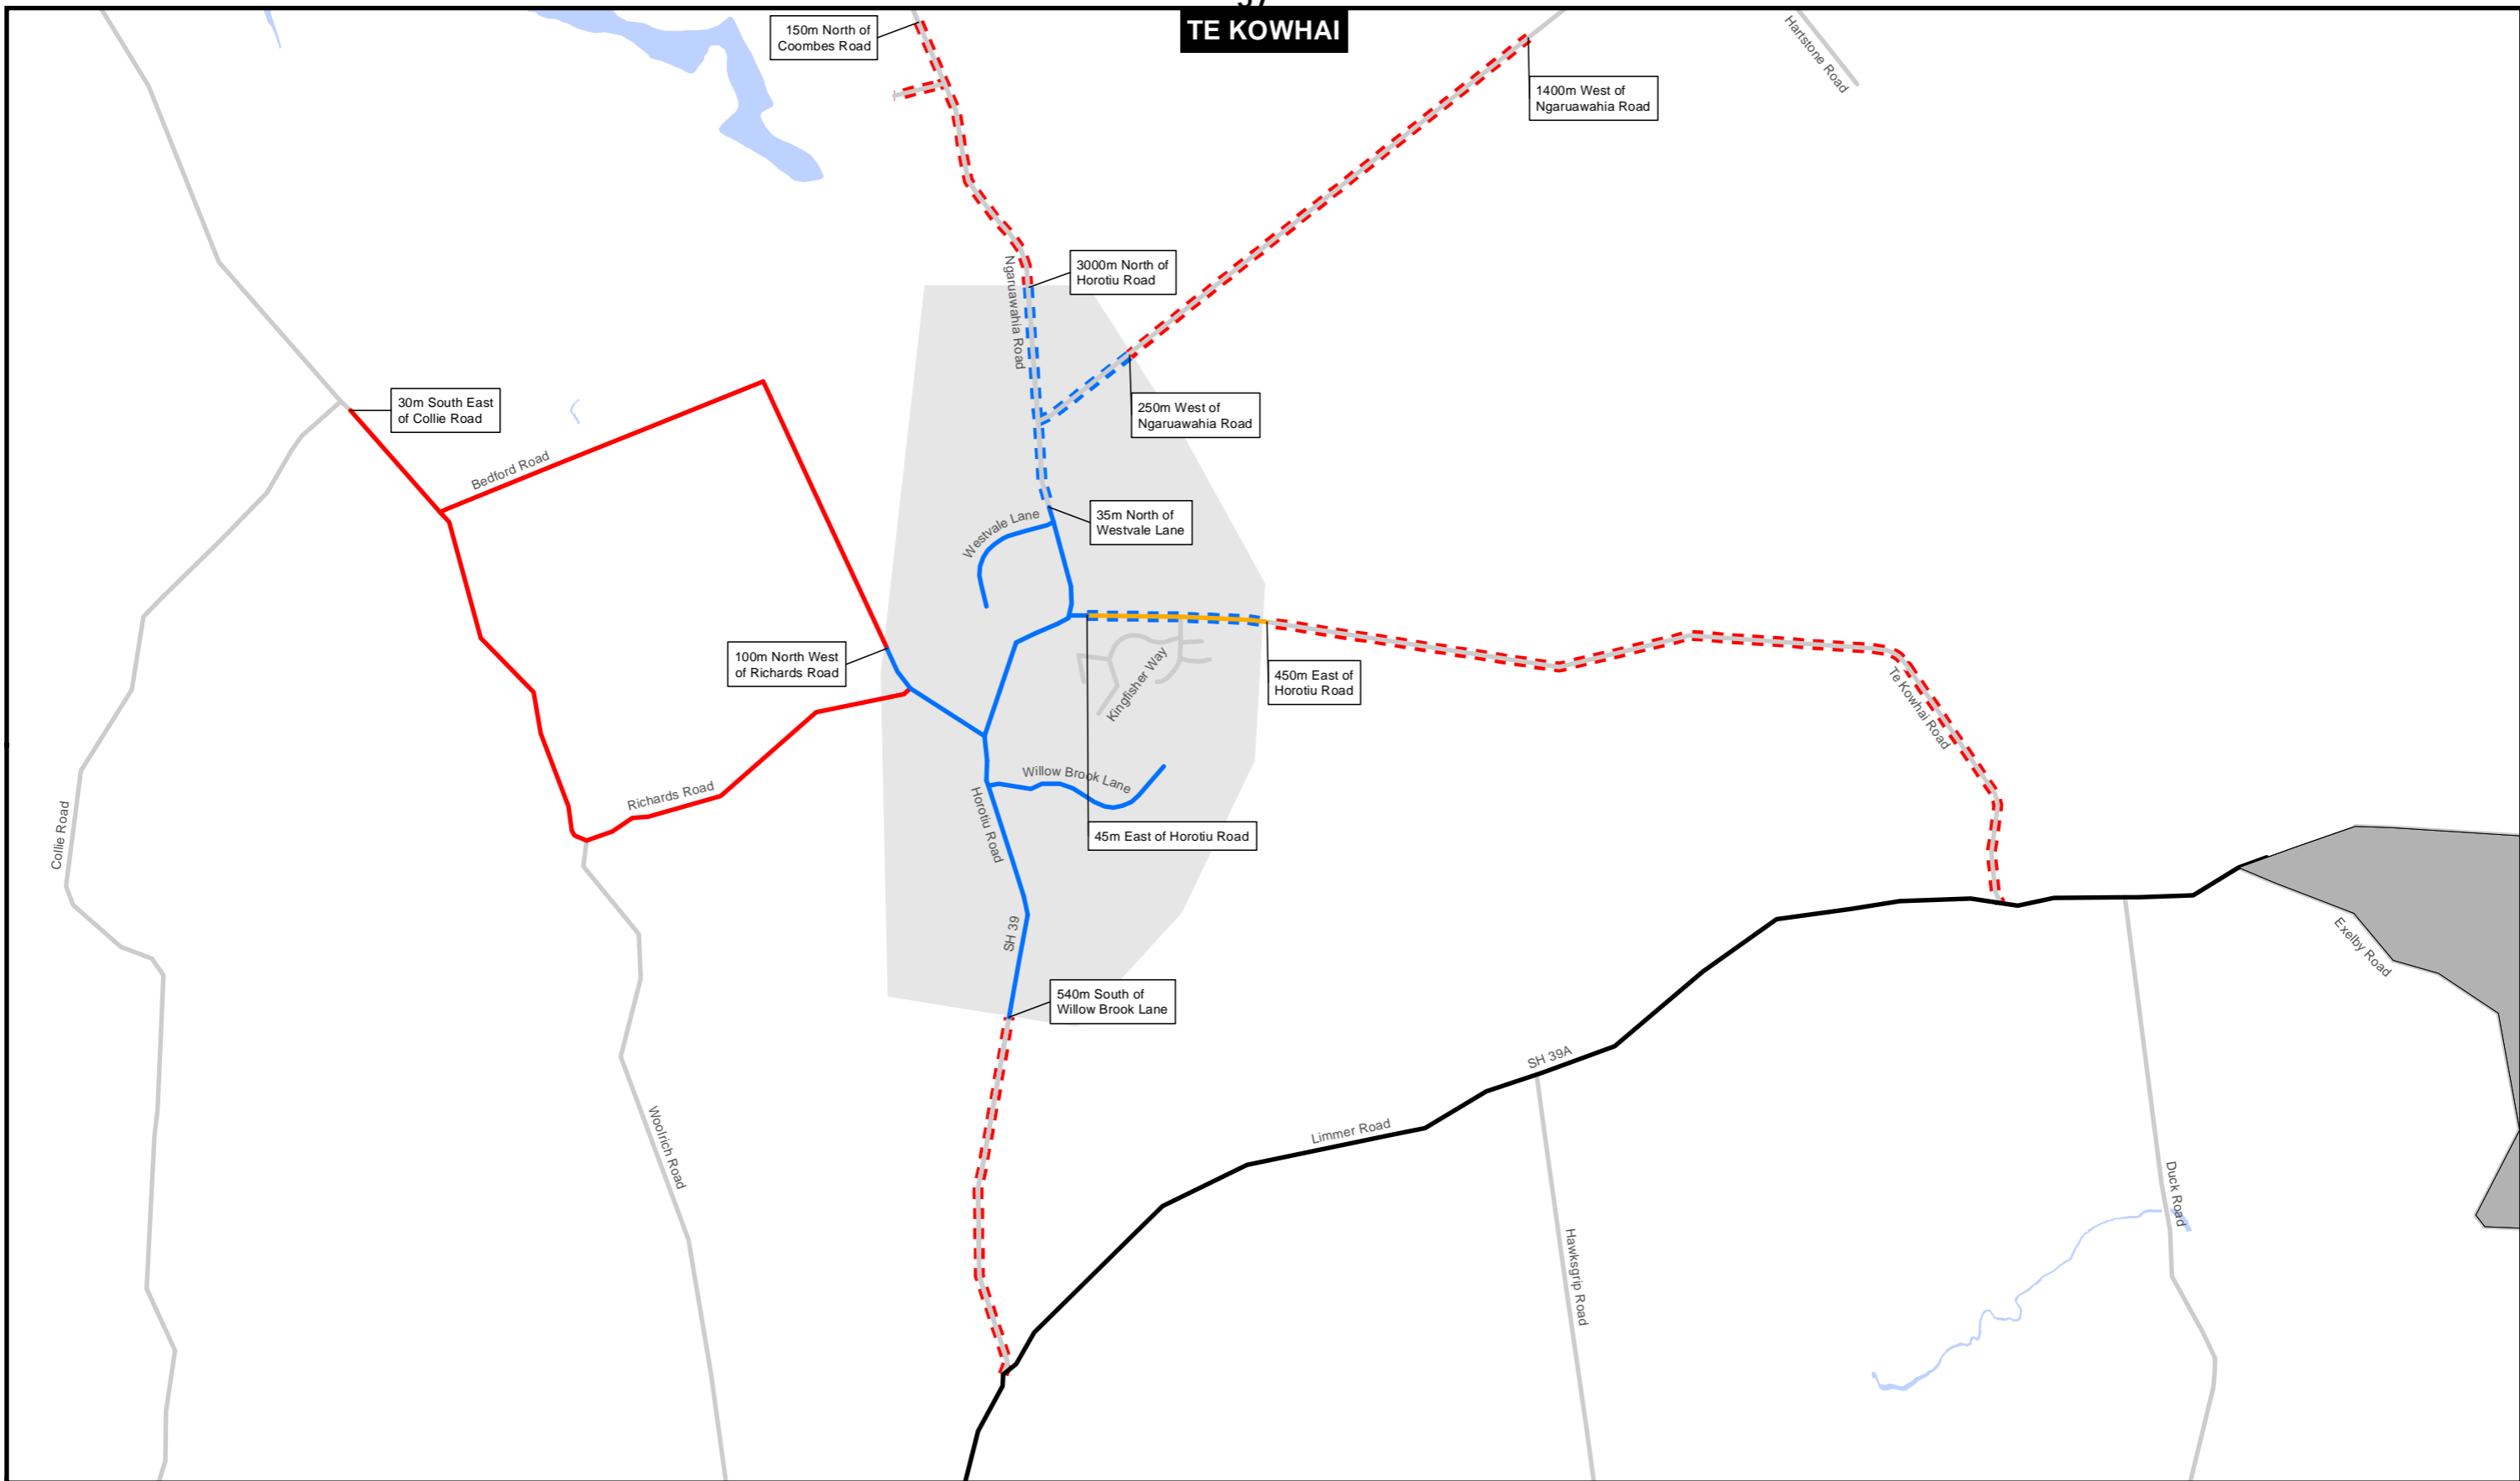 37
TE KOWHAI
150m North of
Coombes Road
Hartstone Road
1400m West of
Ngaruawahia Road
3000m North of
Horotiu Road
Ngaruawahia Road
30m South East
of Collie Road
250m West of
Ngaruawahia Road
Bedford Road
35m North of
Westvale Lane
Westvale Lane
100m North West
of Richards Road
Kingfisher Way
450m East of
Horotiu Road
Te Kowhai Road
Willow Brook Lane
Richards Road
Horotiu Road
45m East of Horotiu Road
Collie Road
SH 39
Exelby Road
540m South of
Willow Brook Lane
SH 39A
Limmer Road
Woolrich Road
Duck Road
Hawksgrip Road